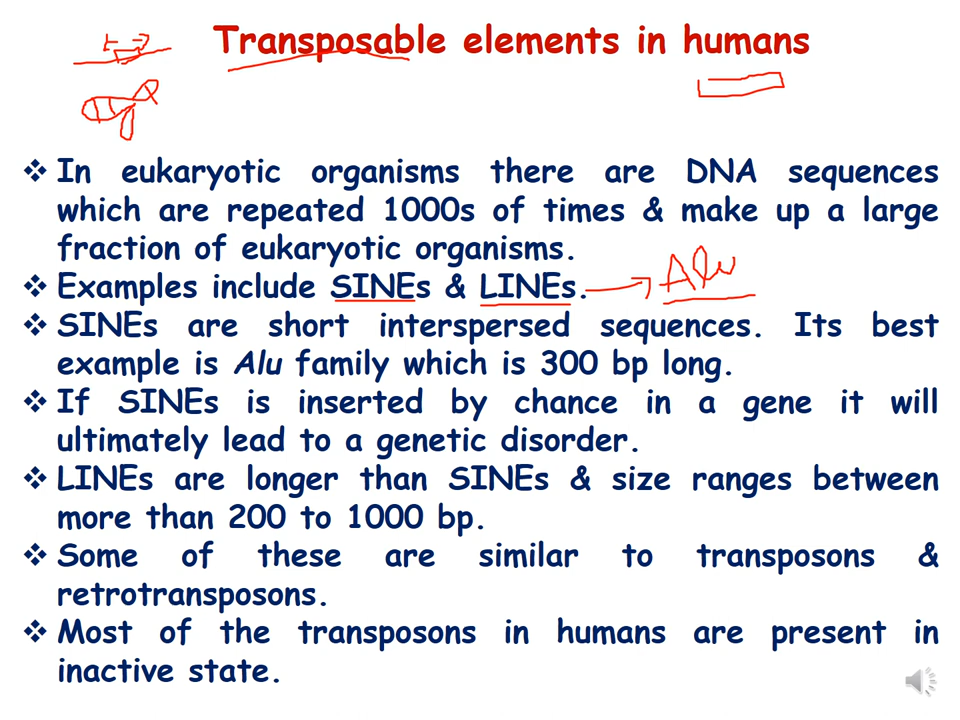 Transposable elements in humans
❖ In eukaryotic organisms there are DNA sequences
which are repeated 1000s of times & make up a large
fraction of eukaryotic organisms.
❖ Examples include SINEs & LINEs. Alu
❖ SINEs are short interspersed sequences. Its best
example is Alu family which is 300 bp long.
❖ If SINEs is inserted by chance in a gene it will
ultimately lead to a genetic disorder.
❖ LINEs are longer than SINEs & size ranges between
more than 200 to 1000 bp.
❖ Some of these are similar to transposons &
retrotransposons.
❖ Most of the transposons in humans are present in
inactive state.